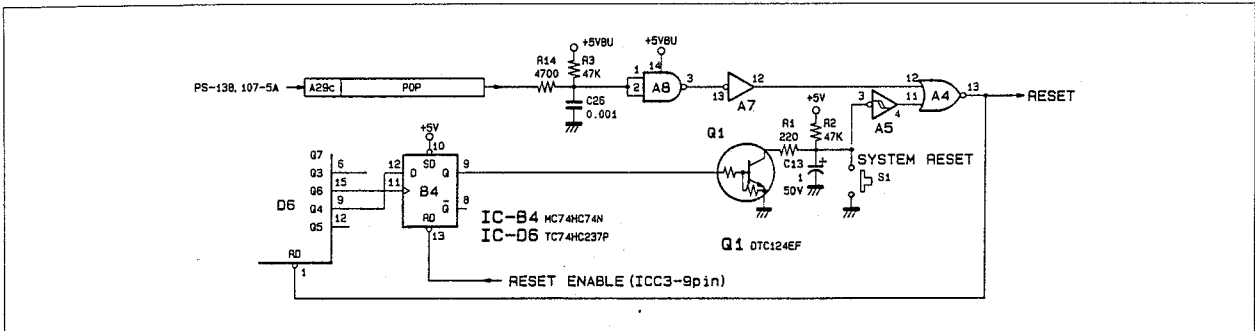 +5VBU
+5VBU
R14
4700
R3
47K
14
PS-138, 107-5A
A29c
POP
1
2
A8
3
12
13
A7
12
11
A4
13
RESET
C26
0.001
+5V
3
A5
4
R1
220
R2
47K
Q1
C13
1
50V
SYSTEM RESET
S1
+5V
10
Q7
Q3
6
Q6
15
Q4
9
Q5
12
D6
12
D
SD
Q
9
11
B4
Q
8
RD
13
IC-B4 MC74HC74N
IC-D6 TC74HC237P
Q1 DTC124EF
RD
1
RESET ENABLE (ICC3-9pin)